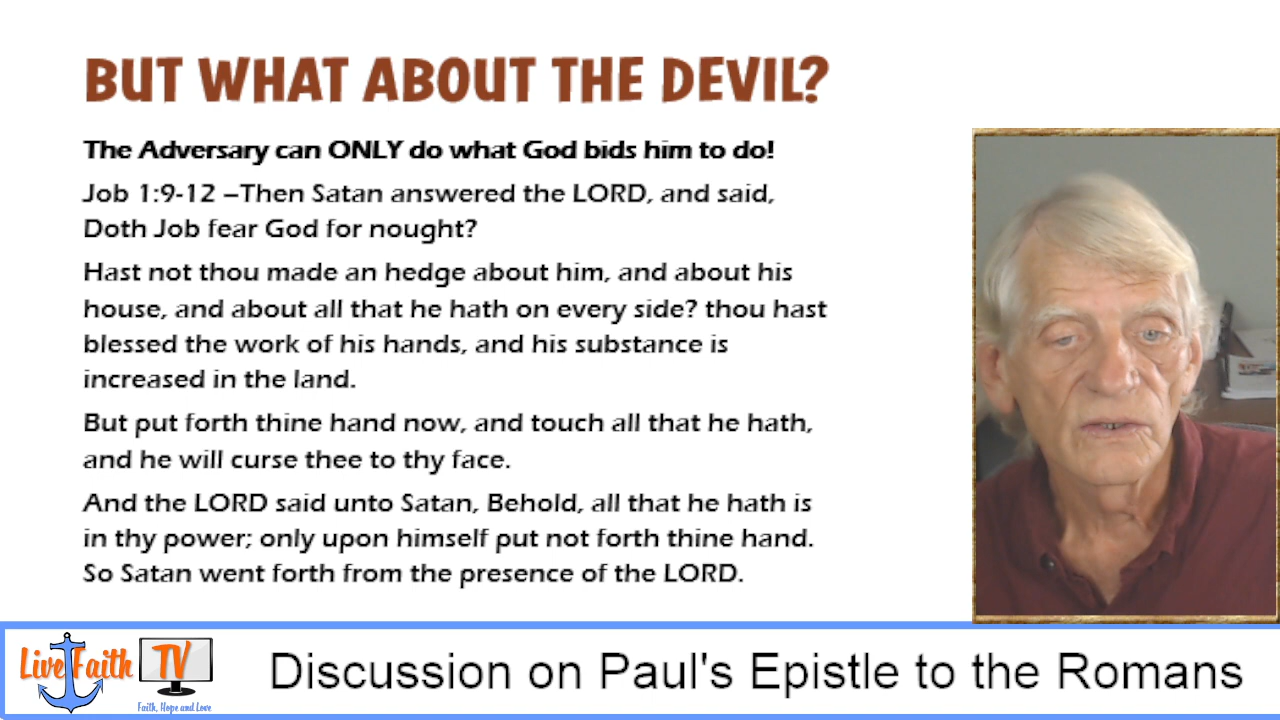 BUT WHAT ABOUT THE DEVIL?
The Adversary can ONLY do what God bids him to do!
Job 1:9-12 –Then Satan answered the LORD, and said,
Doth Job fear God for nought?
Hast not thou made an hedge about him, and about his
house, and about all that he hath on every side? thou hast
blessed the work of his hands, and his substance is
increased in the land.
But put forth thine hand now, and touch all that he hath,
and he will curse thee to thy face.
And the LORD said unto Satan, Behold, all that he hath is
in thy power; only upon himself put not forth thine hand.
So Satan went forth from the presence of the LORD.
Live Faith TV
Faith, Hope and Love
Discussion on Paul's Epistle to the Romans